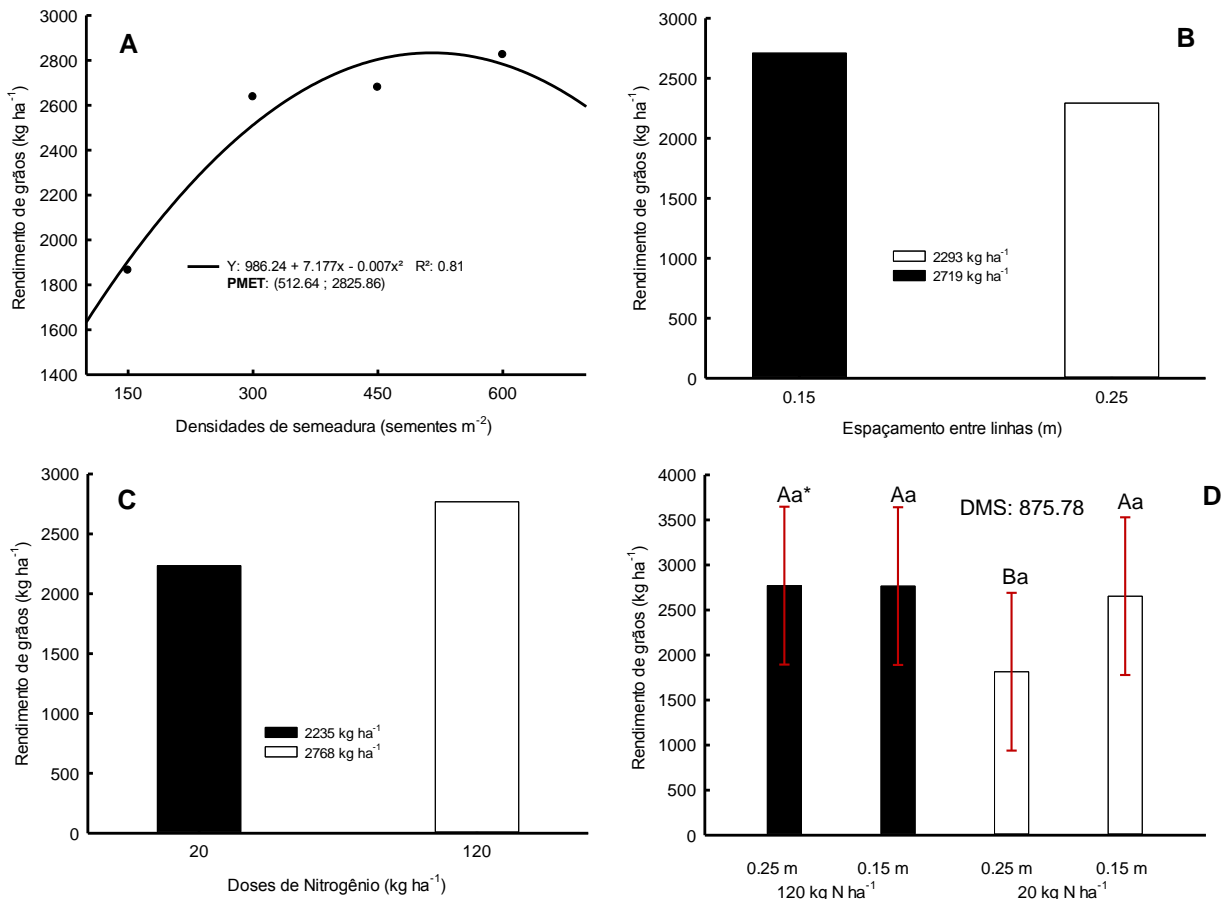 A
Rendimento de grãos (kg ha⁻¹)
3000
2800
2600
2400
2200
2000
1800
1600
1400
Y: 986.24 + 7.177x - 0.007x² R²: 0.81
PMET: (512.64 ; 2825.86)
150 300 450 600
Densidades de semeadura (sementes m⁻²)
B
Rendimento de grãos (kg ha⁻¹)
3000
2500
2000
1500
1000
500
0
2293 kg ha⁻¹
2719 kg ha⁻¹
0.15 0.25
Espaçamento entre linhas (m)
C
Rendimento de grãos (kg ha⁻¹)
3000
2500
2000
1500
1000
500
0
2235 kg ha⁻¹
2768 kg ha⁻¹
20 120
Doses de Nitrogênio (kg ha⁻¹)
D
Rendimento de grãos (kg ha⁻¹)
4000
3500
3000
2500
2000
1500
1000
500
0
Aa* Aa Ba Aa
DMS: 875.78
0.25 m 0.15 m 0.25 m 0.15 m
120 kg N ha⁻¹ 20 kg N ha⁻¹